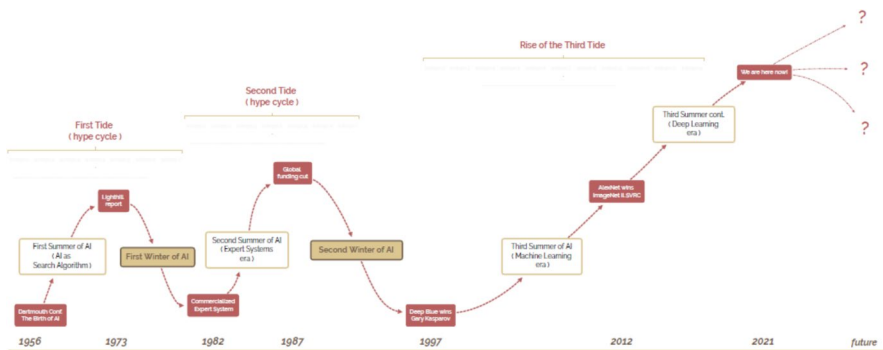 First Tide
( hype cycle )
Second Tide
( hype cycle )
Rise of the Third Tide
Dartmouth Conf.
The Birth of AI
First Summer of AI
( AI as
Search Algorithm )
Lighthill
report
First Winter of AI
Commercialized
Expert System
Second Summer of AI
( Expert Systems
era )
Global
funding cut
Second Winter of AI
Deep Blue wins
Gary Kasparov
Third Summer of AI
( Machine Learning
era )
AlexNet wins
ImageNet ILSVRC
Third Summer cont.
( Deep Learning
era )
We are here now!
?
?
?
1956
1973
1982
1987
1997
2012
2021
future